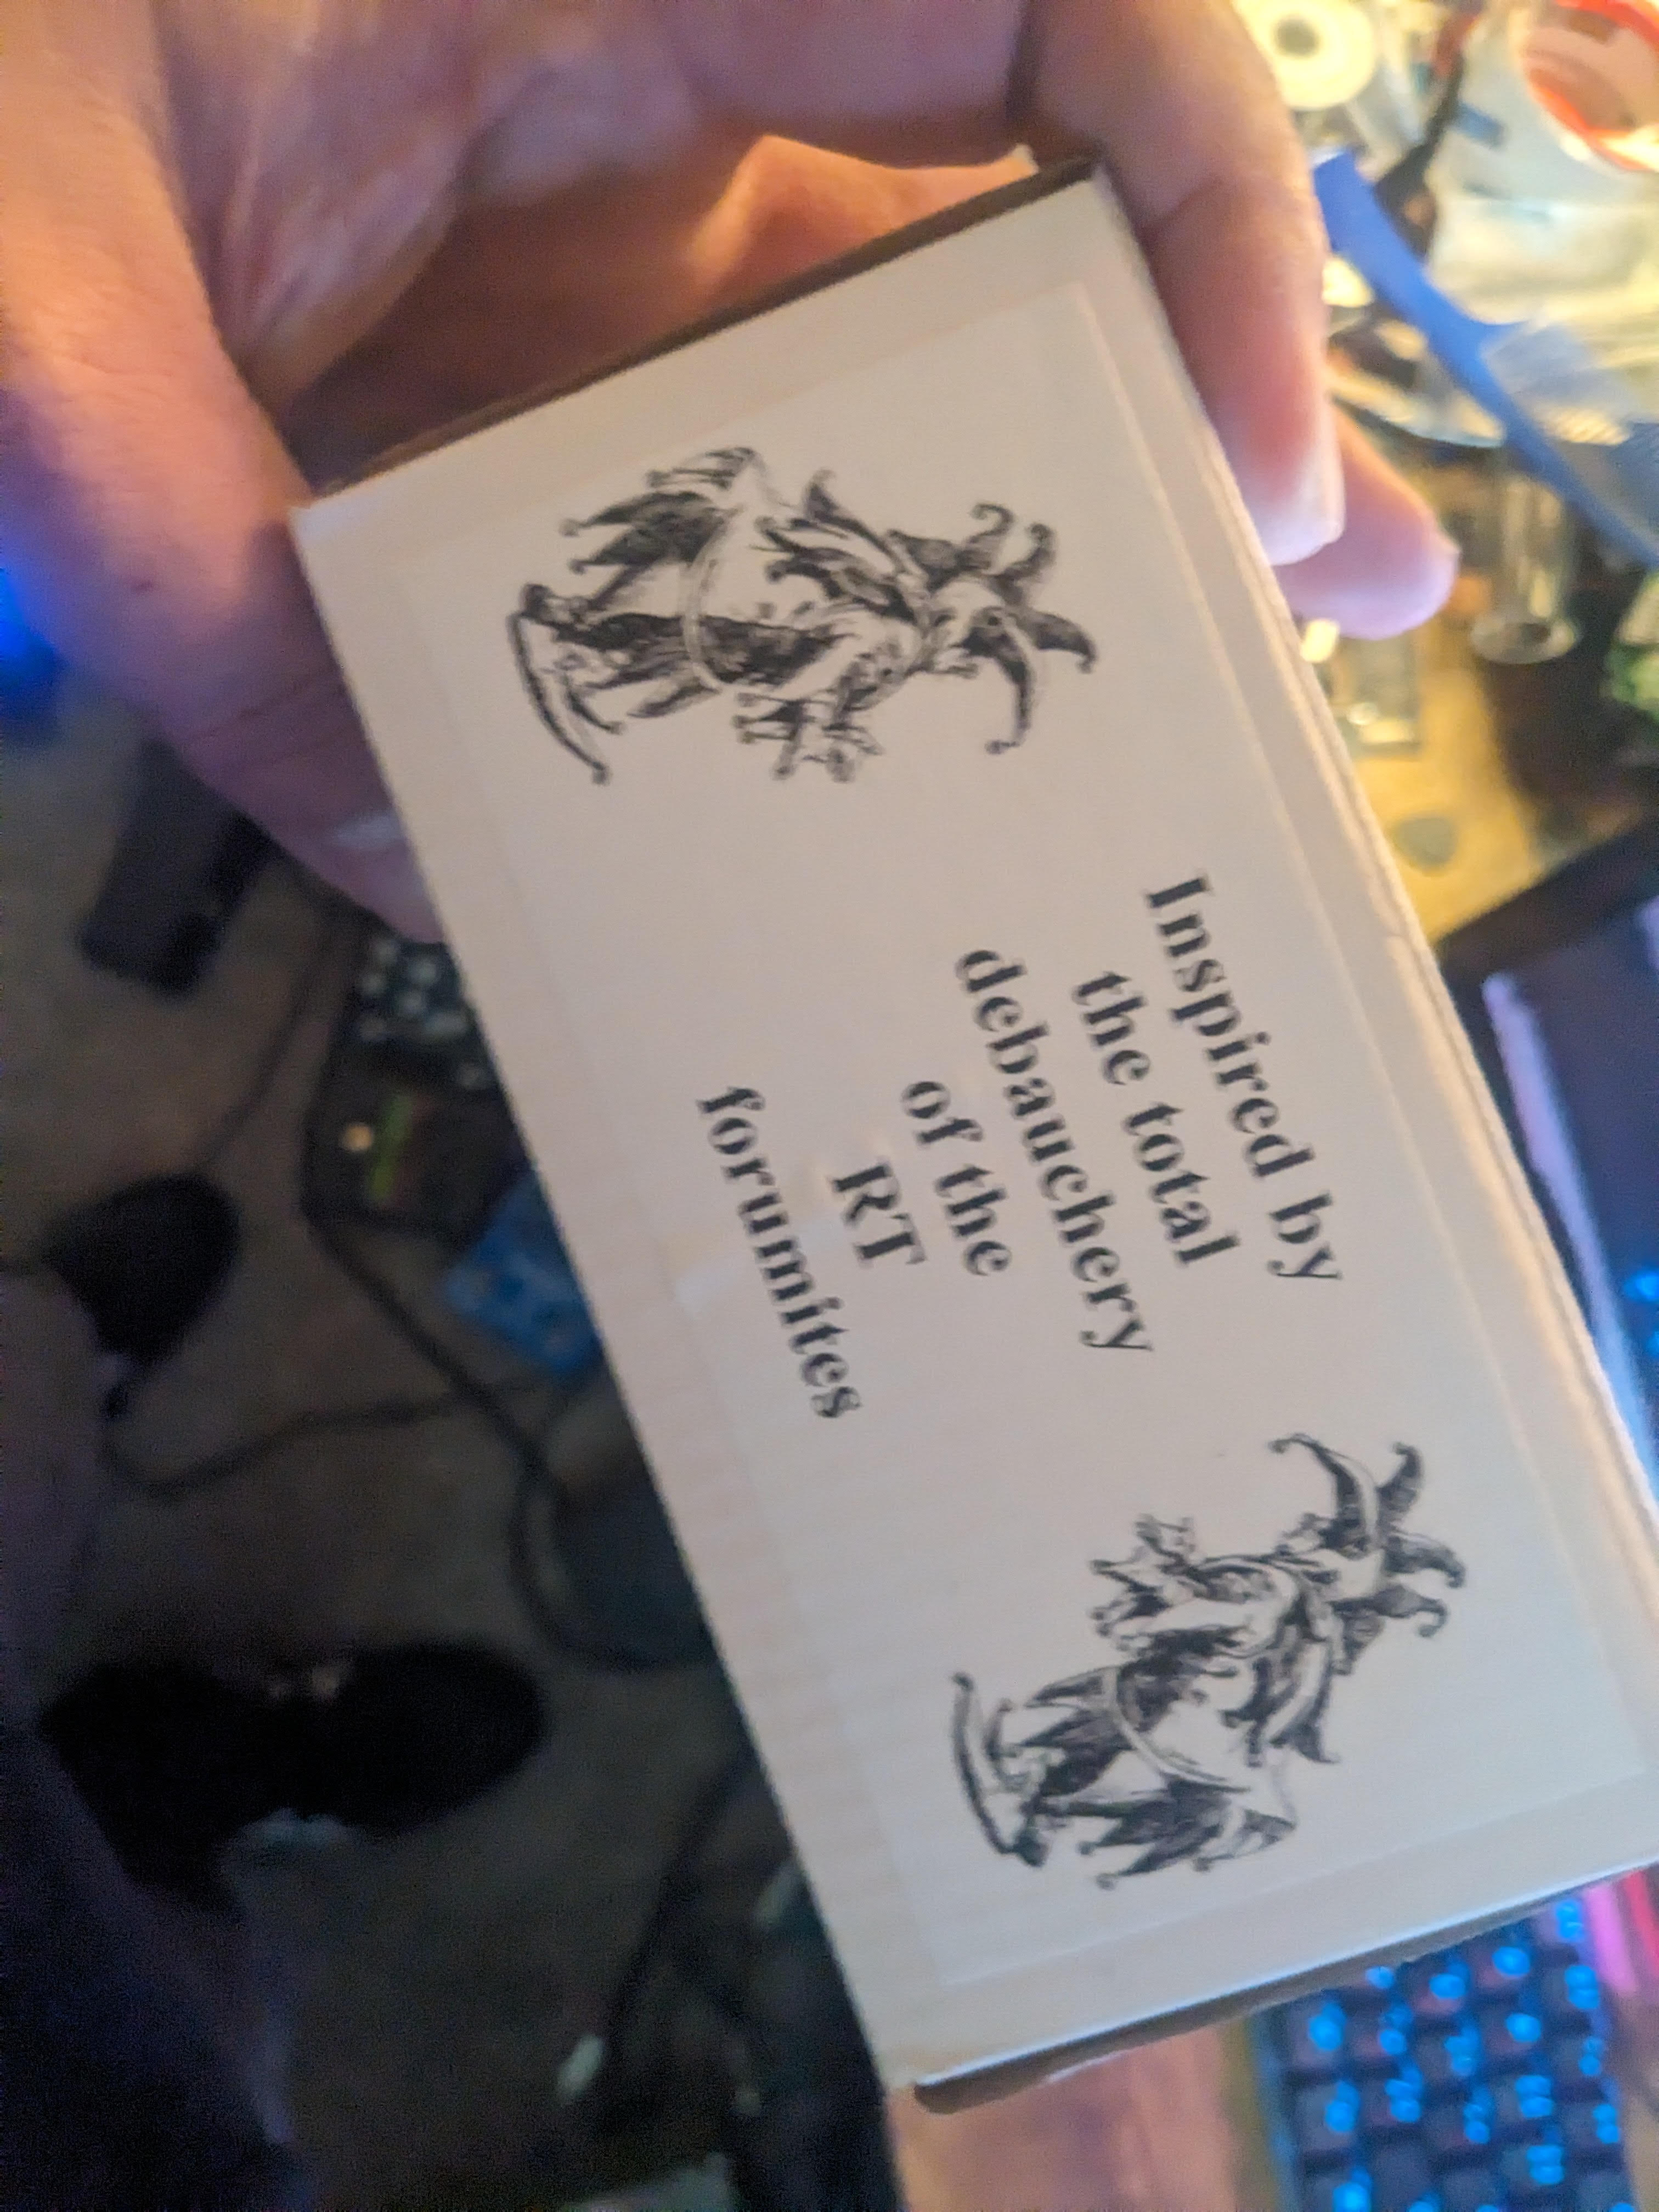 Inspired by
the total
debauchery
of the
RT
forumites